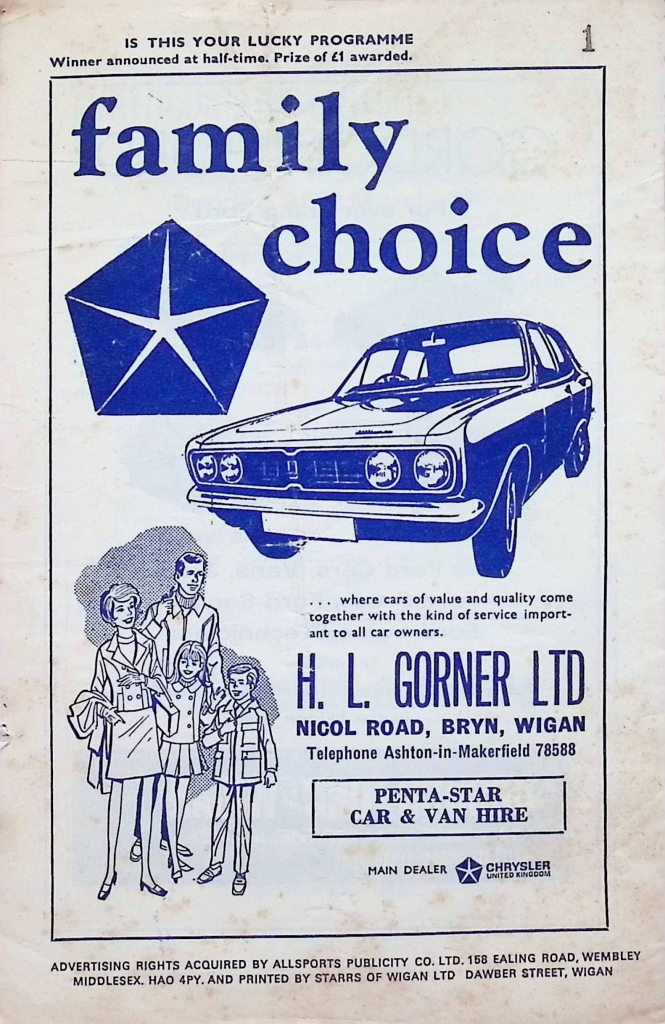 IS THIS YOUR LUCKY PROGRAMME
Winner announced at half-time. Prize of £1 awarded.
1
family
choice
... where cars of value and quality come
together with the kind of service import-
ant to all car owners.
H. L. GORNER LTD
NICOL ROAD, BRYN, WIGAN
Telephone Ashton-in-Makerfield 78588
PENTA-STAR
CAR & VAN HIRE
MAIN DEALER CHRYSLER
UNITED KINGDOM
ADVERTISING RIGHTS ACQUIRED BY ALLSPORTS PUBLICITY CO. LTD. 158 EALING ROAD, WEMBLEY
MIDDLESEX. HAO 4PY. AND PRINTED BY STARRS OF WIGAN LTD DAWBER STREET, WIGAN